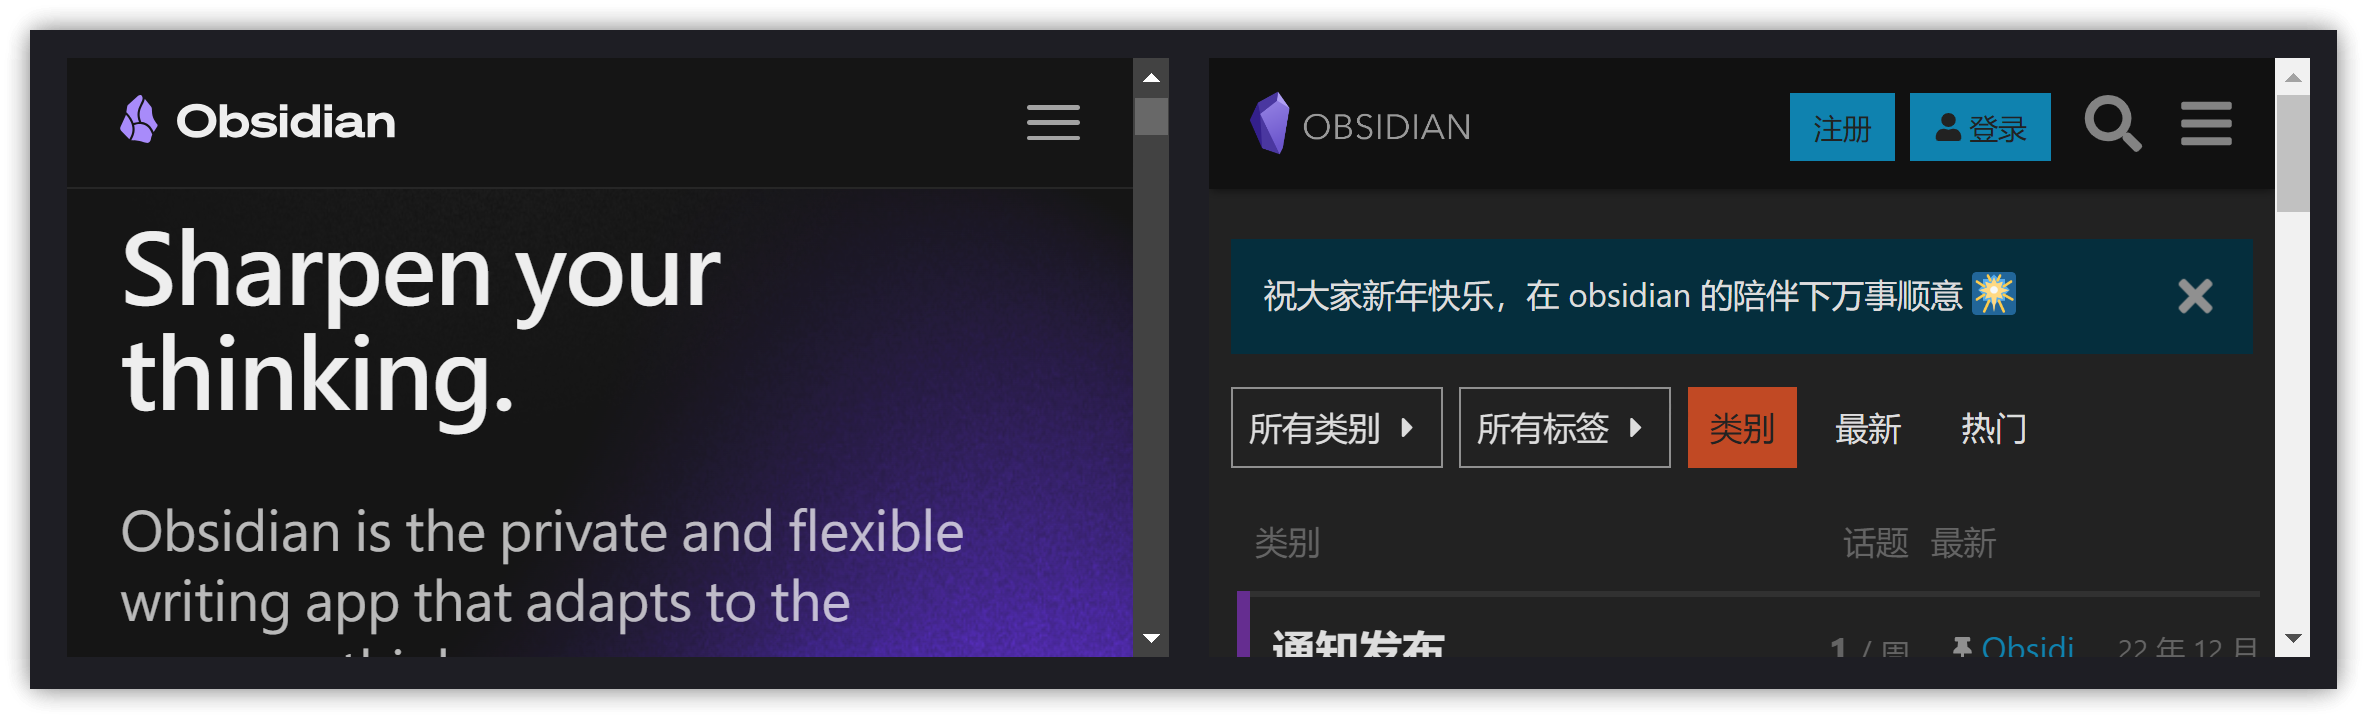 Obsidian
Sharpen your
thinking.
Obsidian is the private and flexible
writing app that adapts to the
OBSIDIAN
注册
登录
祝大家新年快乐，在 obsidian 的陪伴下万事顺意
所有类别
所有标签
类别
最新
热门
类别 话题 最新
通知发布 1 / 周 Obsidi 22 年 12 月